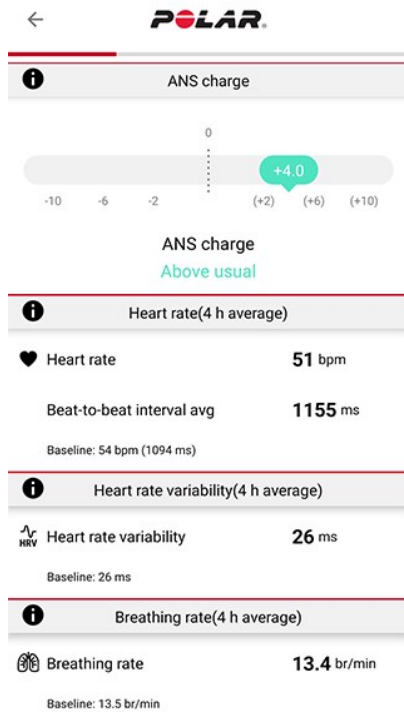 POLAR.
ANS charge
0
+4.0
-10 -6 -2 (+2) (+6) (+10)
ANS charge
Above usual
Heart rate(4 h average)
Heart rate 51 bpm
Beat-to-beat interval avg 1155 ms
Baseline: 54 bpm (1094 ms)
Heart rate variability(4 h average)
HRV Heart rate variability 26 ms
Baseline: 26 ms
Breathing rate(4 h average)
Breathing rate 13.4 br/min
Baseline: 13.5 br/min